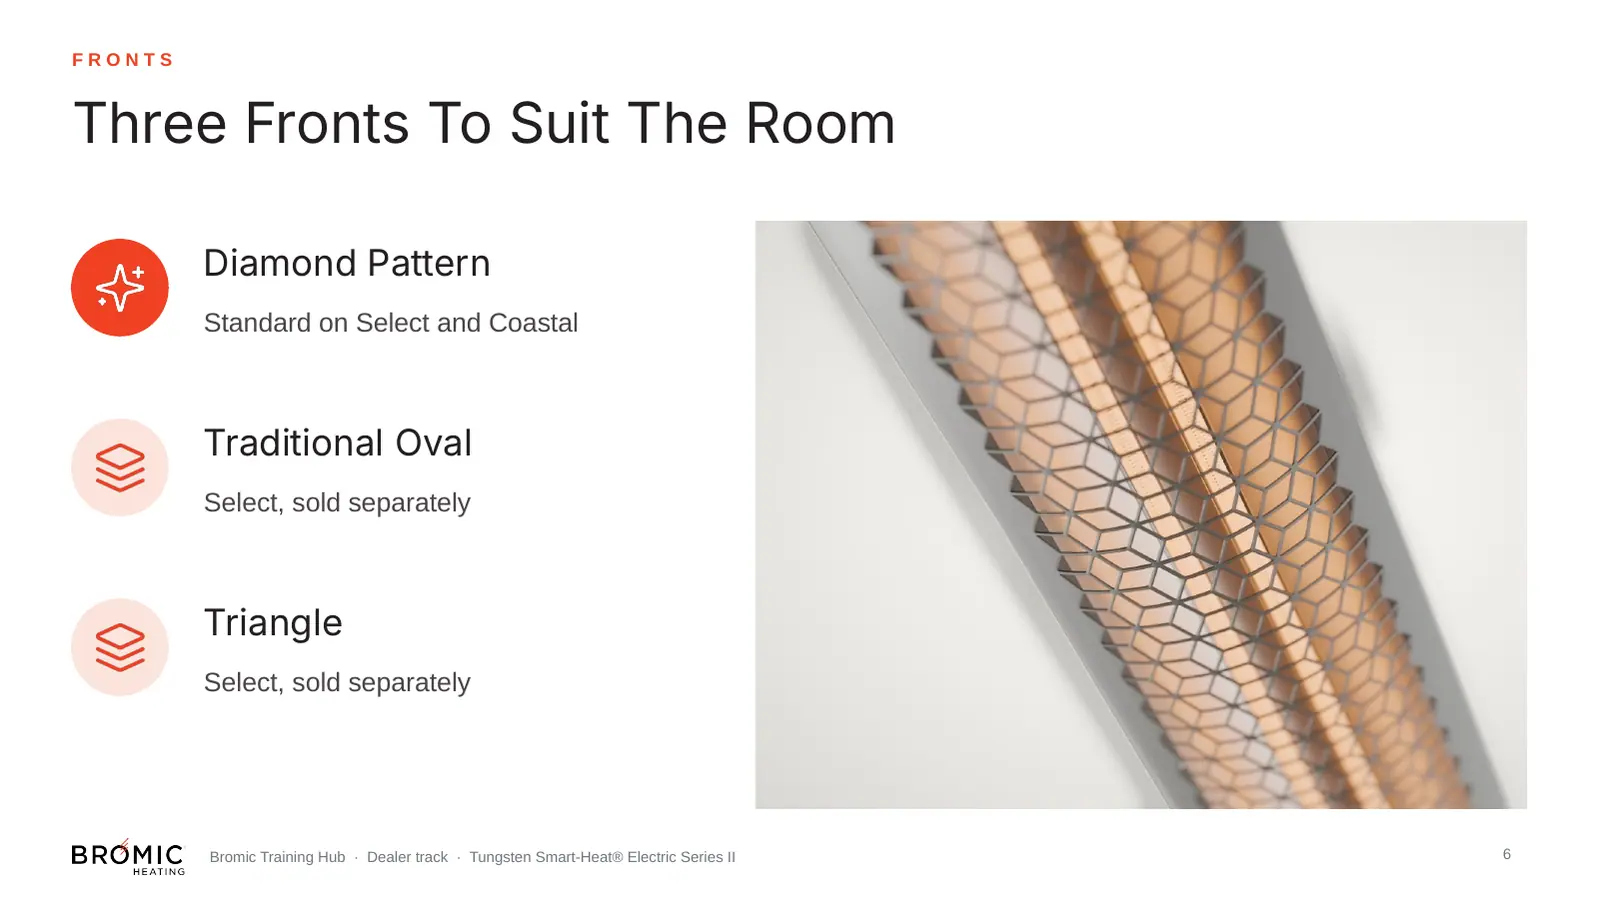 FRONTS
Three Fronts To Suit The Room
Diamond Pattern
Standard on Select and Coastal
Traditional Oval
Select, sold separately
Triangle
Select, sold separately
BROMIC
HEATING
Bromic Training Hub · Dealer track · Tungsten Smart-Heat® Electric Series II
6